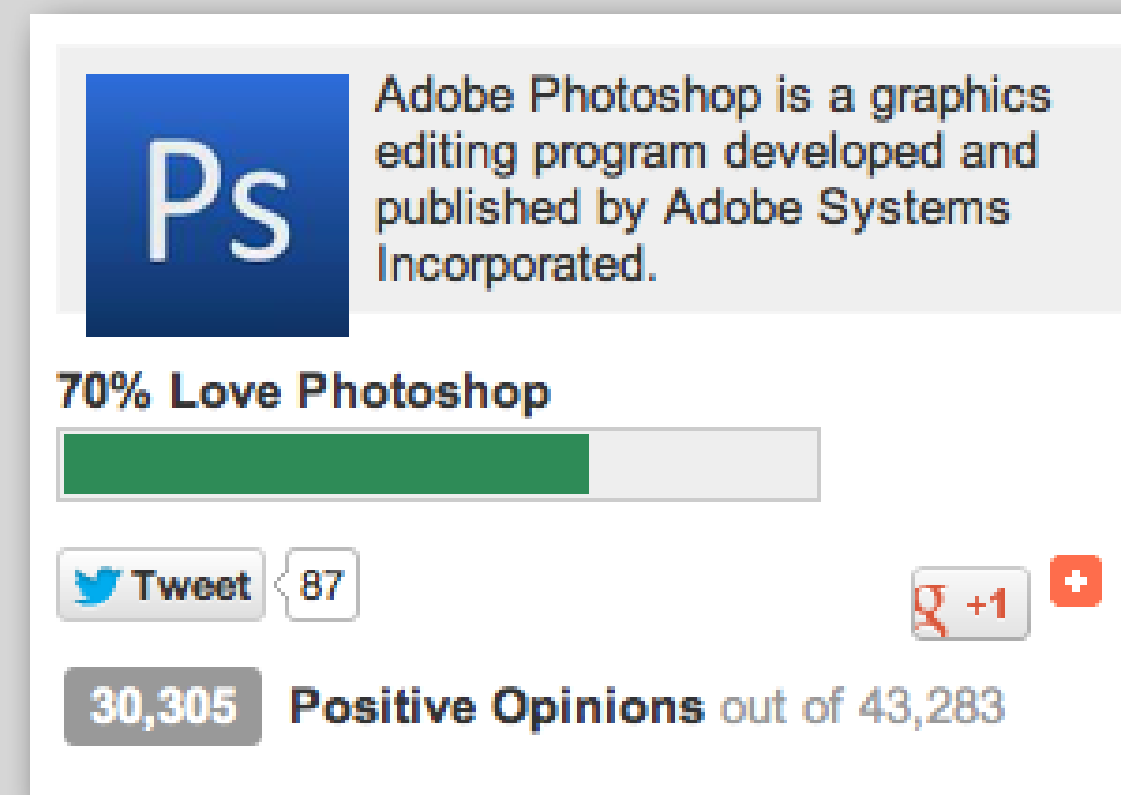 Ps
Adobe Photoshop is a graphics
editing program developed and
published by Adobe Systems
Incorporated.
70% Love Photoshop
Tweet 87
g +1 +
30,305 Positive Opinions out of 43,283